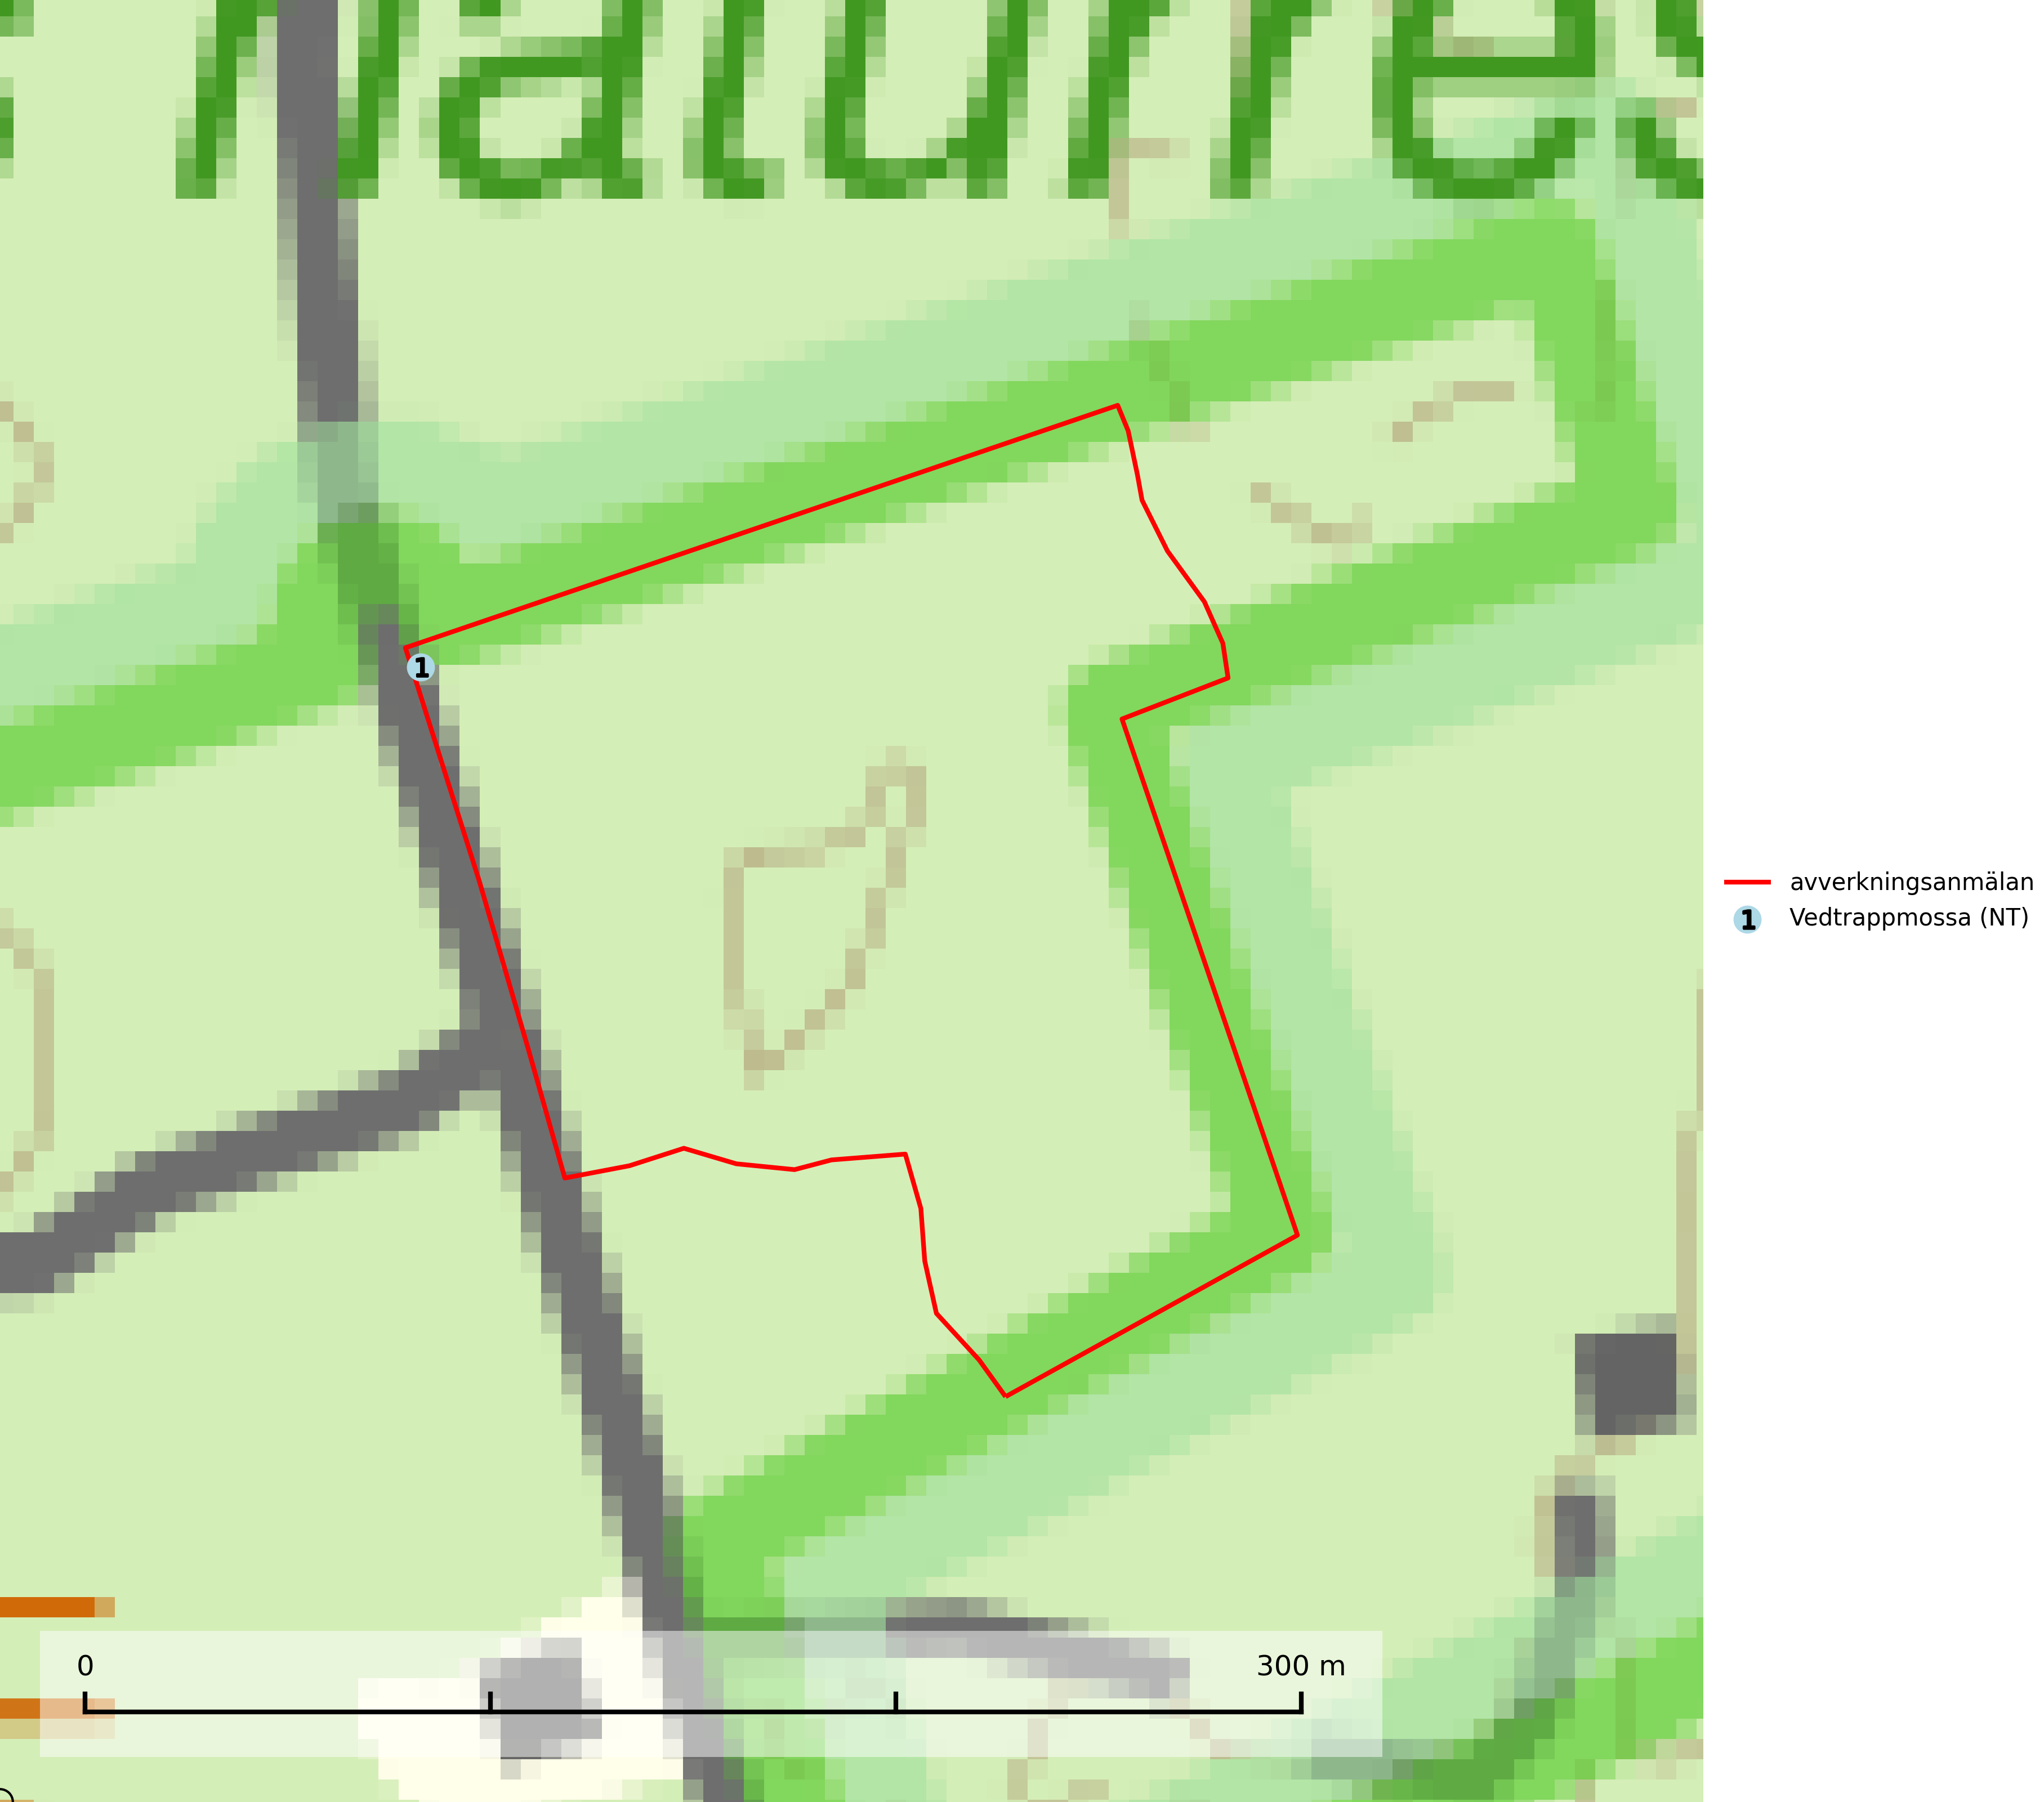 1
avverkningsanmälan
1 Vedtrappmossa (NT)
0 300 m